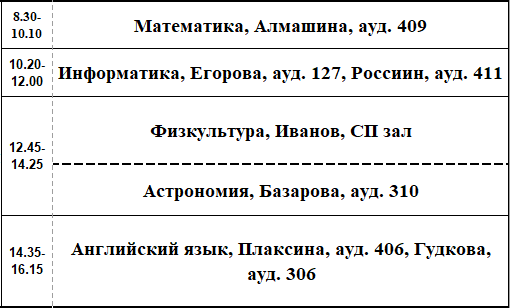 8.30-
10.10
Математика, Алмашина, ауд. 409
10.20-
12.00
Информатика, Егорова, ауд. 127, Россиин, ауд. 411
12.45-
14.25
Физкультура, Иванов, СП зал
Астрономия, Базарова, ауд. 310
14.35-
16.15
Английский язык, Плаксина, ауд. 406, Гудкова,
ауд. 306